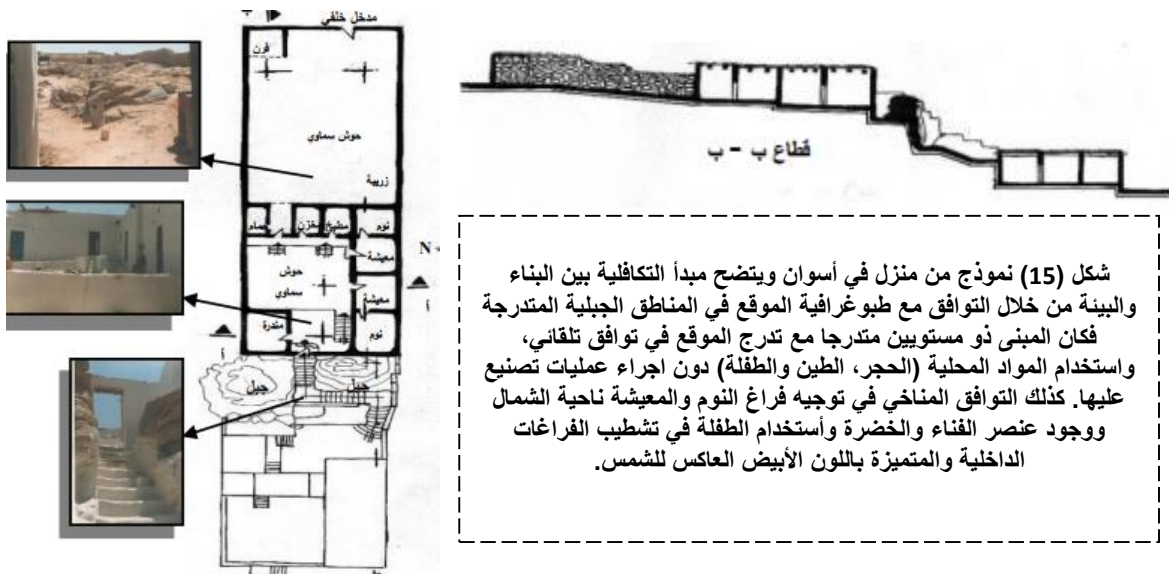 مدخل خلفي
فرن
حوش سماوي
زريبة
حمام
مخزن
مطبخ
نوم
معيشة
N
حوش
سماوي
معيشة
أ
مندرة
نوم
أ
جبل
جبل
قطاع ب - ب
شكل (15) نموذج من منزل في أسوان ويتضح مبدأ التكافلية بين البناء
والبيئة من خلال التوافق مع طبوغرافية الموقع في المناطق الجبلية المتدرجة
فكان المبنى ذو مستويين متدرجا مع تدرج الموقع في توافق تلقائي،
واستخدام المواد المحلية (الحجر، الطين والطفلة) دون اجراء عمليات تصنيع
عليها. كذلك التوافق المناخي في توجيه فراغ النوم والمعيشة ناحية الشمال
ووجود عنصر الفناء والخضرة وأستخدام الطفلة في تشطيب الفراغات
الداخلية والمتميزة باللون الأبيض العاكس للشمس.